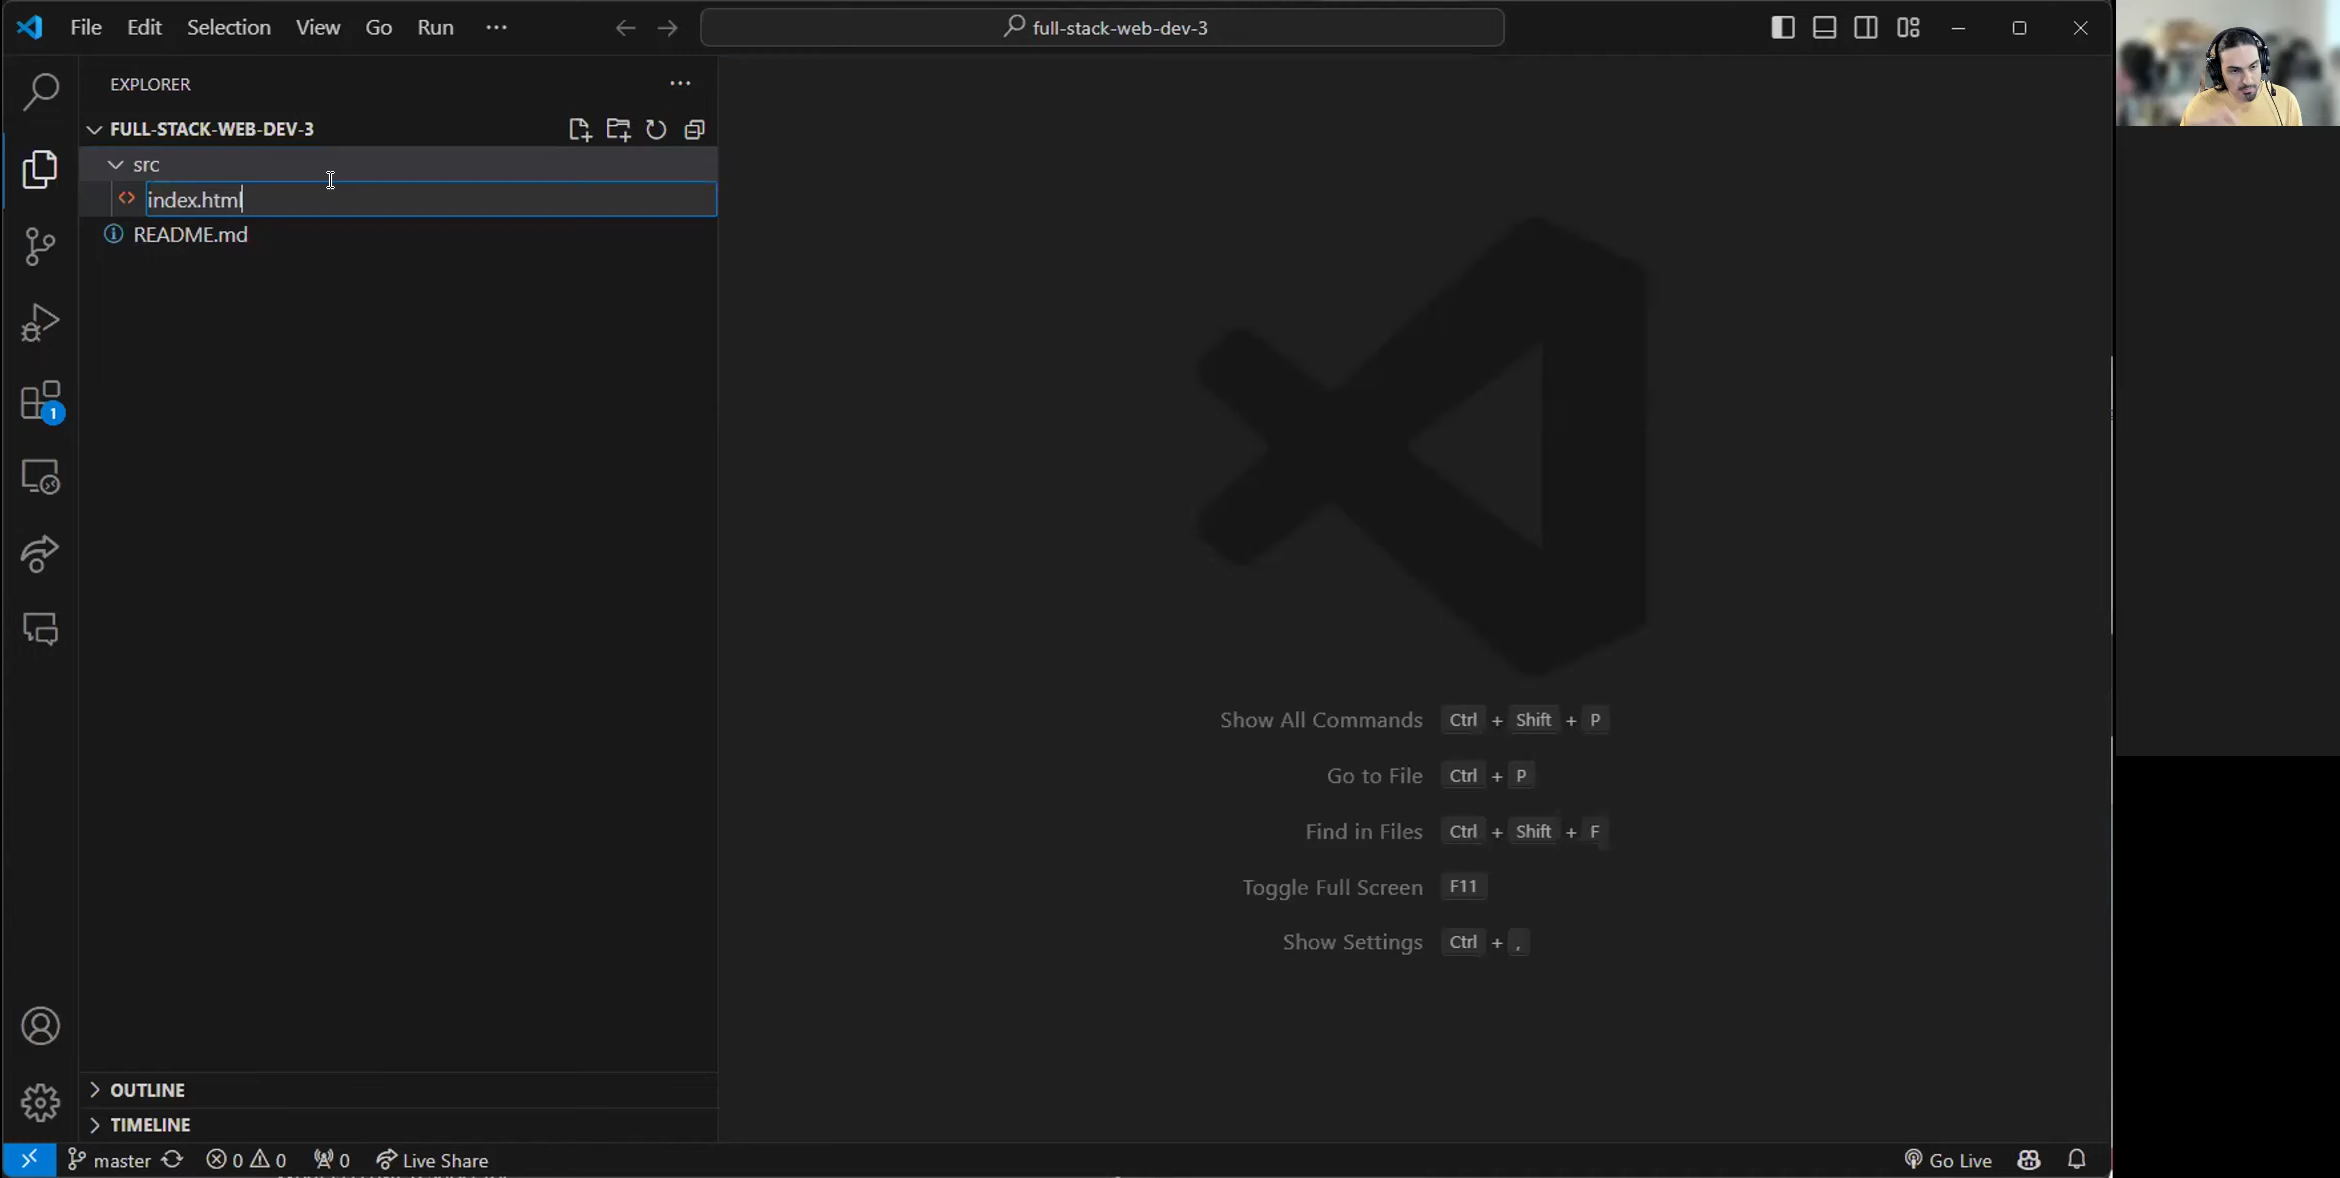 File Edit Selection View Go Run ··· full-stack-web-dev-3
EXPLORER
FULL-STACK-WEB-DEV-3
src
index.html
README.md
1
Show All Commands Ctrl + Shift + P
Go to File Ctrl + P
Find in Files Ctrl + Shift + F
Toggle Full Screen F11
Show Settings Ctrl + ,
OUTLINE
TIMELINE
master 0 0 0 Live Share Go Live